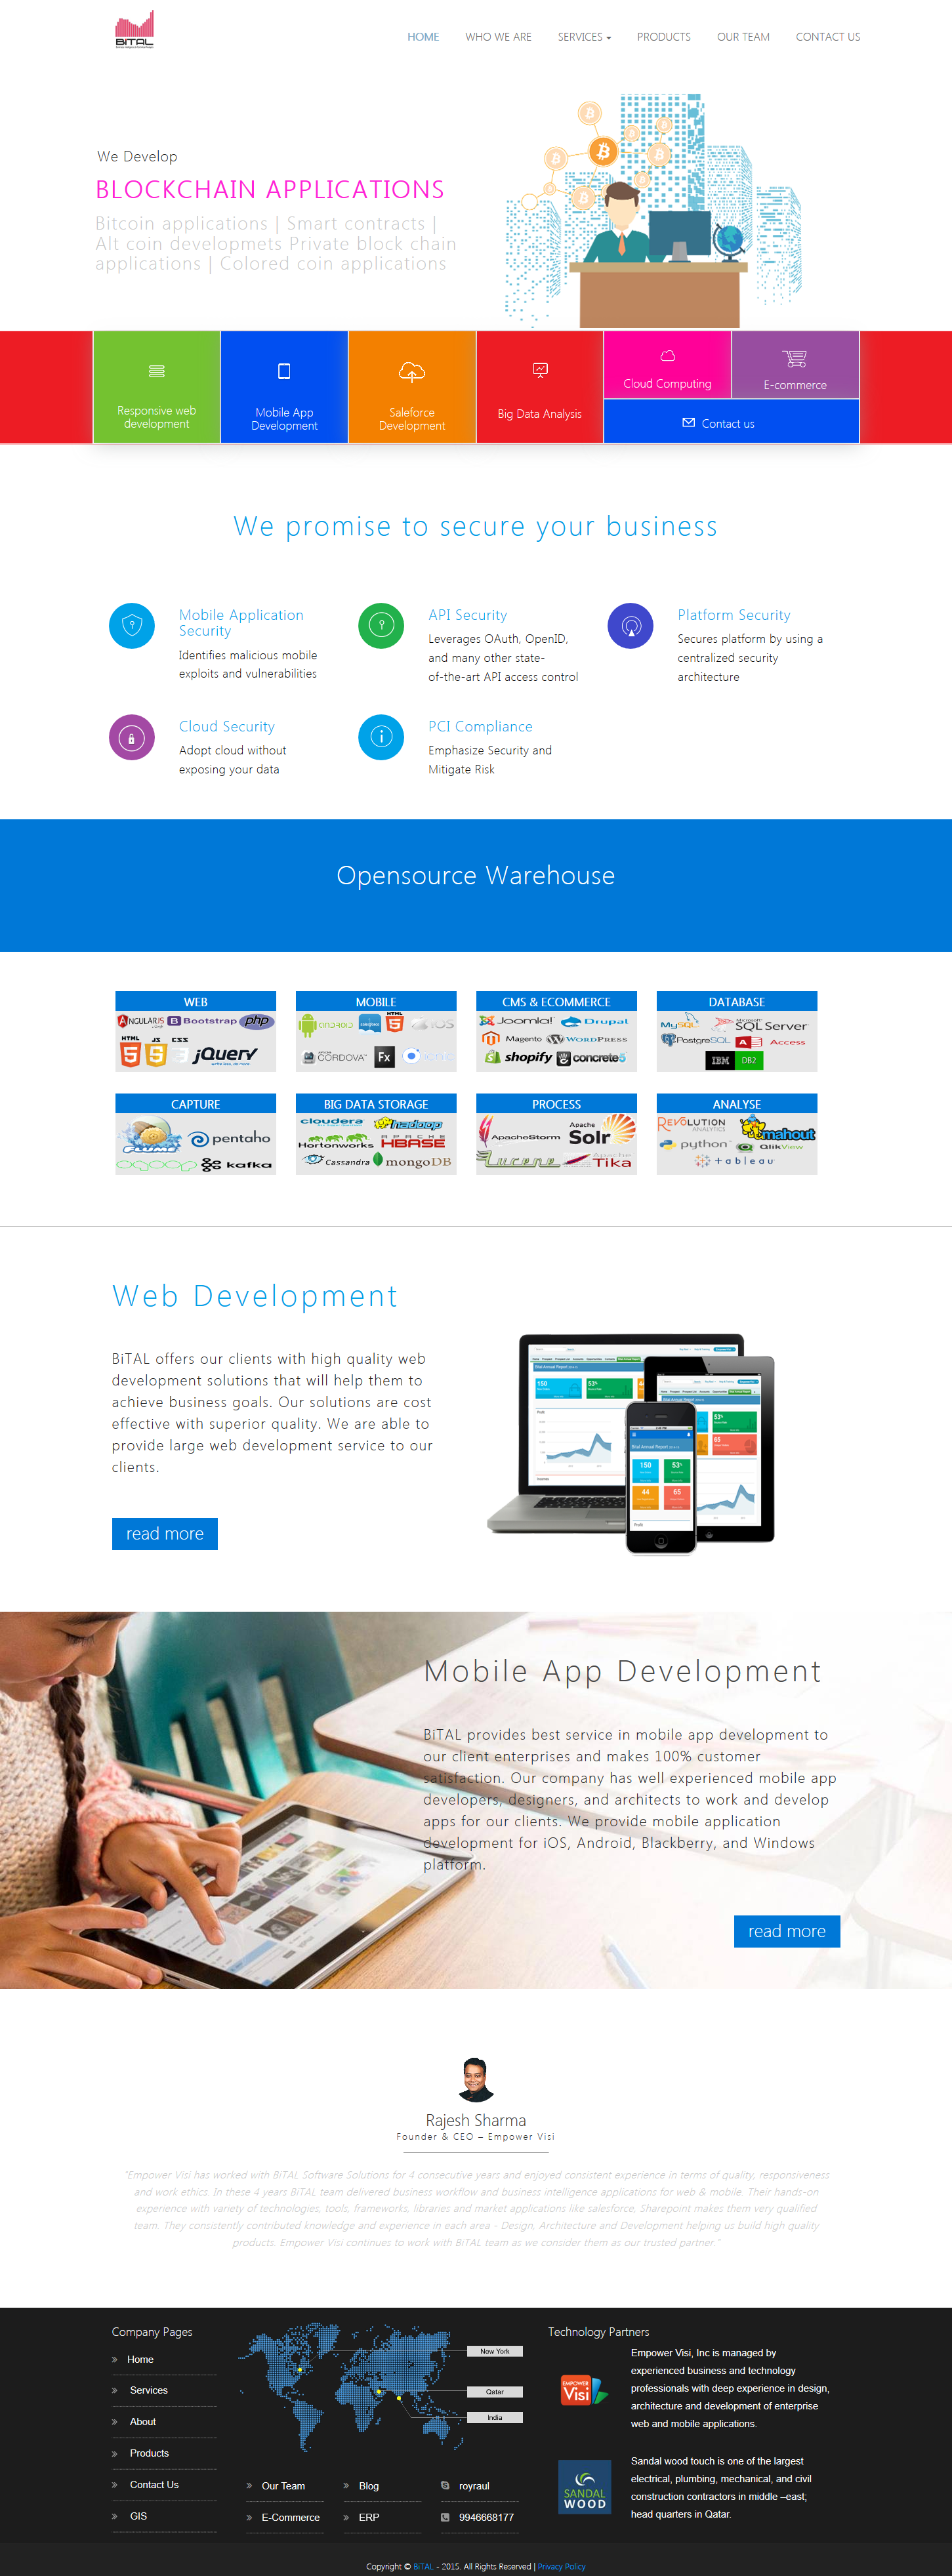 BiTAL
HOME
WHO WE ARE
SERVICES
PRODUCTS
OUR TEAM
CONTACT US
We Develop
BLOCKCHAIN APPLICATIONS
Bitcoin applications | Smart contracts |
Alt coin developmets Private block chain
applications | Colored coin applications
Responsive web
development
Mobile App
Development
Saleforce
Development
Big Data Analysis
Cloud Computing
E-commerce
Contact us
We promise to secure your business
Mobile Application
Security
Identifies malicious mobile
exploits and vulnerabilities
API Security
Leverages OAuth, OpenID,
and many other state-
of-the-art API access control
Platform Security
Secures platform by using a
centralized security
architecture
Cloud Security
Adopt cloud without
exposing your data
PCI Compliance
Emphasize Security and
Mitigate Risk
Opensource Warehouse
WEB
ANGULARJS Bootstrap php
HTML JS CSS jQuery
MOBILE
ANDROID HTML iOS
CORDOVA Fx
CMS & ECOMMERCE
Joomla! Drupal
Magento WORDPRESS
shopify concrete5
DATABASE
MySQL SQL Server
PostgreSQL Access
IBM DB2
CAPTURE
FLUME pentaho
kafka
BIG DATA STORAGE
cloudera hadoop
Hortonworks APACHE HBASE
Cassandra mongoDB
PROCESS
ApacheStorm Apache Solr
Lucene Apache Tika
ANALYSE
REVOLUTION ANALYTICS mahout
python QlikView
+ableau
Web Development
BiTAL offers our clients with high quality web
development solutions that will help them to
achieve business goals. Our solutions are cost
effective with superior quality. We are able to
provide large web development service to our
clients.
read more
150
53%
53%
65
150
53%
44
65
Mobile App Development
BiTAL provides best service in mobile app development to
our client enterprises and makes 100% customer
satisfaction. Our company has well experienced mobile app
developers, designers, and architects to work and develop
apps for our clients. We provide mobile application
development for iOS, Android, Blackberry, and Windows
platform.
read more
Rajesh Sharma
Founder & CEO – Empower Visi
"Empower Visi has worked with BiTAL Software Solutions for 4 consecutive years and enjoyed consistent experience in terms of quality, responsiveness
and work ethics. In these 4 years BiTAL team delivered business workflow and business intelligence applications for web & mobile. Their hands-on
experience with variety of technologies, tools, frameworks, libraries and market applications like salesforce, Sharepoint makes them very qualified
team. They consistently contributed knowledge and experience in each area - Design, Architecture and Development helping us build high quality
products. Empower Visi continues to work with BiTAL team as we consider them as our trusted partner."
Company Pages
Home
Services
About
Products
Contact Us
GIS
New York
Qatar
India
Our Team
Blog
royraul
E-Commerce
ERP
9946668177
Technology Partners
EMPOWER
Visi
Empower Visi, Inc is managed by
experienced business and technology
professionals with deep experience in design,
architecture and development of enterprise
web and mobile applications.
SANDAL
WOOD
Sandal wood touch is one of the largest
electrical, plumbing, mechanical, and civil
construction contractors in middle –east;
head quarters in Qatar.
Copyright © BiTAL - 2015. All Rights Reserved | Privacy Policy